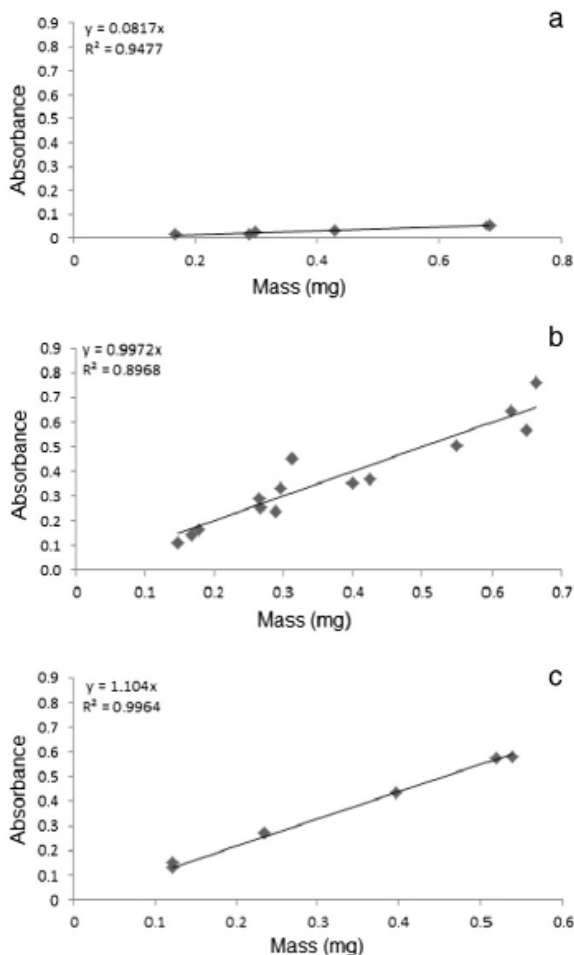 a
y = 0.0817x
R² = 0.9477
0.9
0.8
0.7
0.6
0.5
0.4
0.3
0.2
0.1
0
Absorbance
0 0.2 0.4 0.6 0.8
Mass (mg)
b
y = 0.9972x
R² = 0.8968
0.9
0.8
0.7
0.6
0.5
0.4
0.3
0.2
0.1
0.0
Absorbance
0 0.1 0.2 0.3 0.4 0.5 0.6 0.7
Mass (mg)
c
y = 1.104x
R² = 0.9964
0.9
0.8
0.7
0.6
0.5
0.4
0.3
0.2
0.1
0
Absorbance
0 0.1 0.2 0.3 0.4 0.5 0.6
Mass (mg)